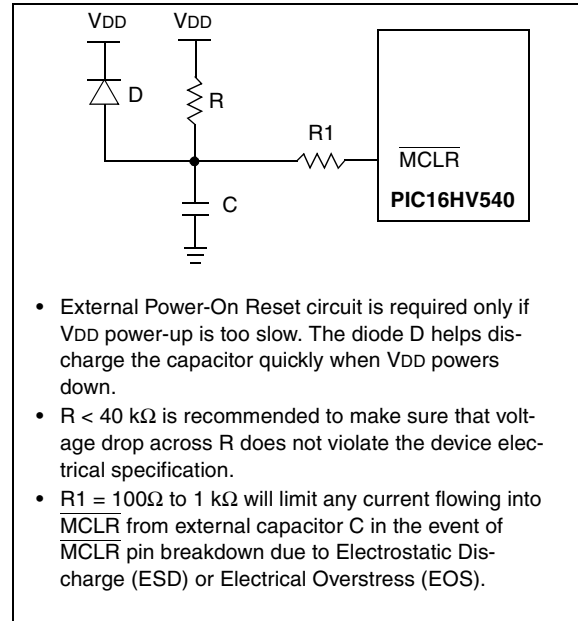 VDD VDD
D
R
R1
MCLR
PIC16HV540
C
• External Power-On Reset circuit is required only if
VDD power-up is too slow. The diode D helps dis-
charge the capacitor quickly when VDD powers
down.
• R < 40 kΩ is recommended to make sure that volt-
age drop across R does not violate the device elec-
trical specification.
• R1 = 100Ω to 1 kΩ will limit any current flowing into
MCLR from external capacitor C in the event of
MCLR pin breakdown due to Electrostatic Dis-
charge (ESD) or Electrical Overstress (EOS).